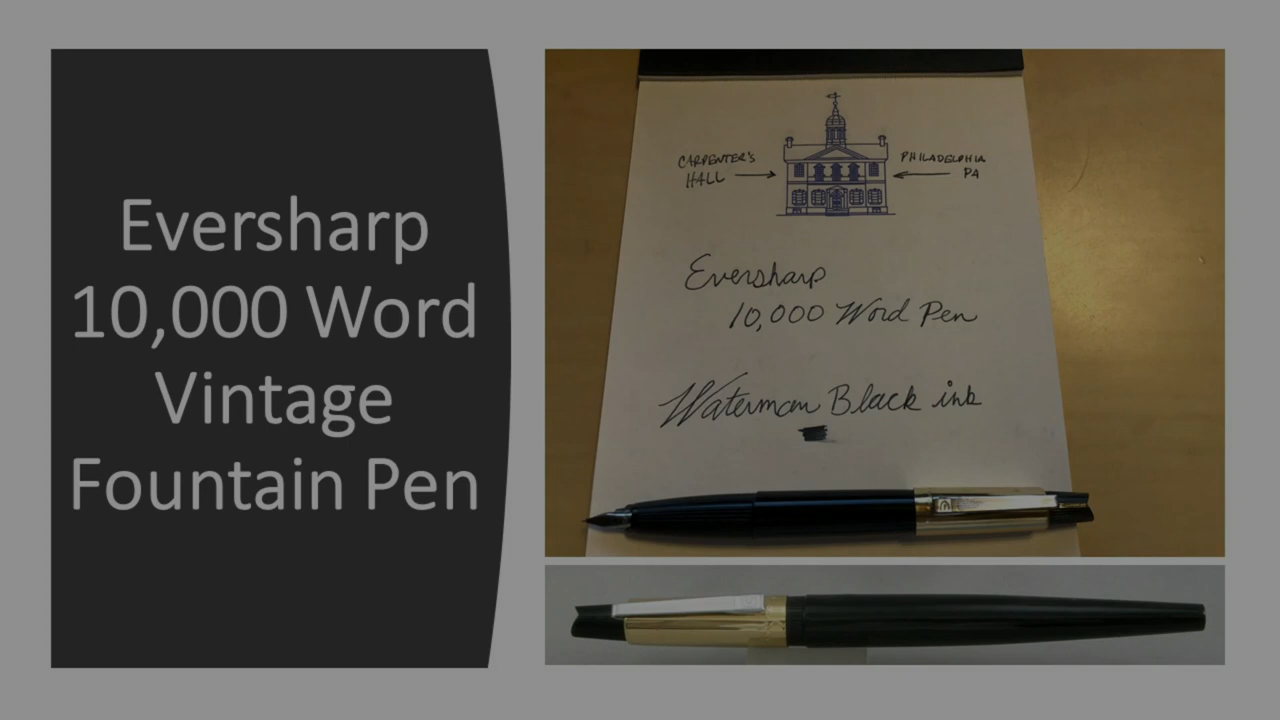 Eversharp
10,000 Word
Vintage
Fountain Pen
CARPENTER'S
HALL
PHILADELPHIA
PA
Eversharp
10,000 Word Pen
Waterman Black ink